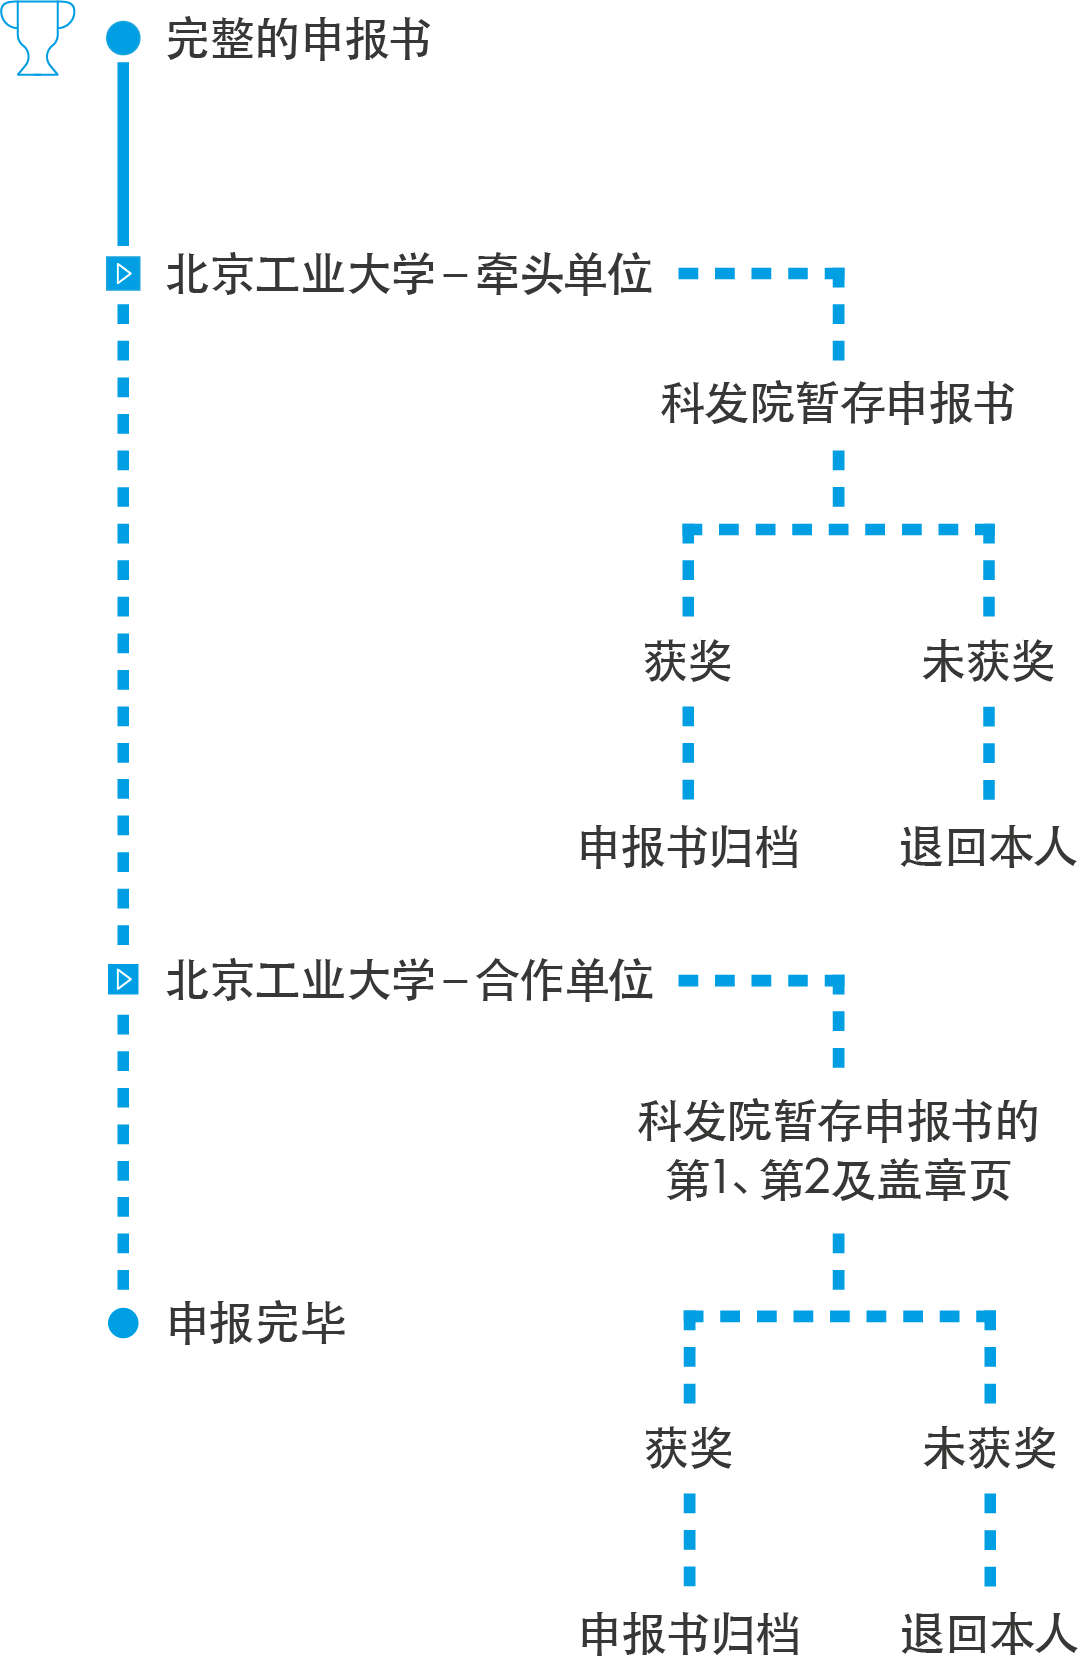 完整的申报书
北京工业大学–牵头单位
科发院暂存申报书
获奖
未获奖
申报书归档
退回本人
北京工业大学–合作单位
科发院暂存申报书的
第1、第2及盖章页
申报完毕
获奖
未获奖
申报书归档
退回本人